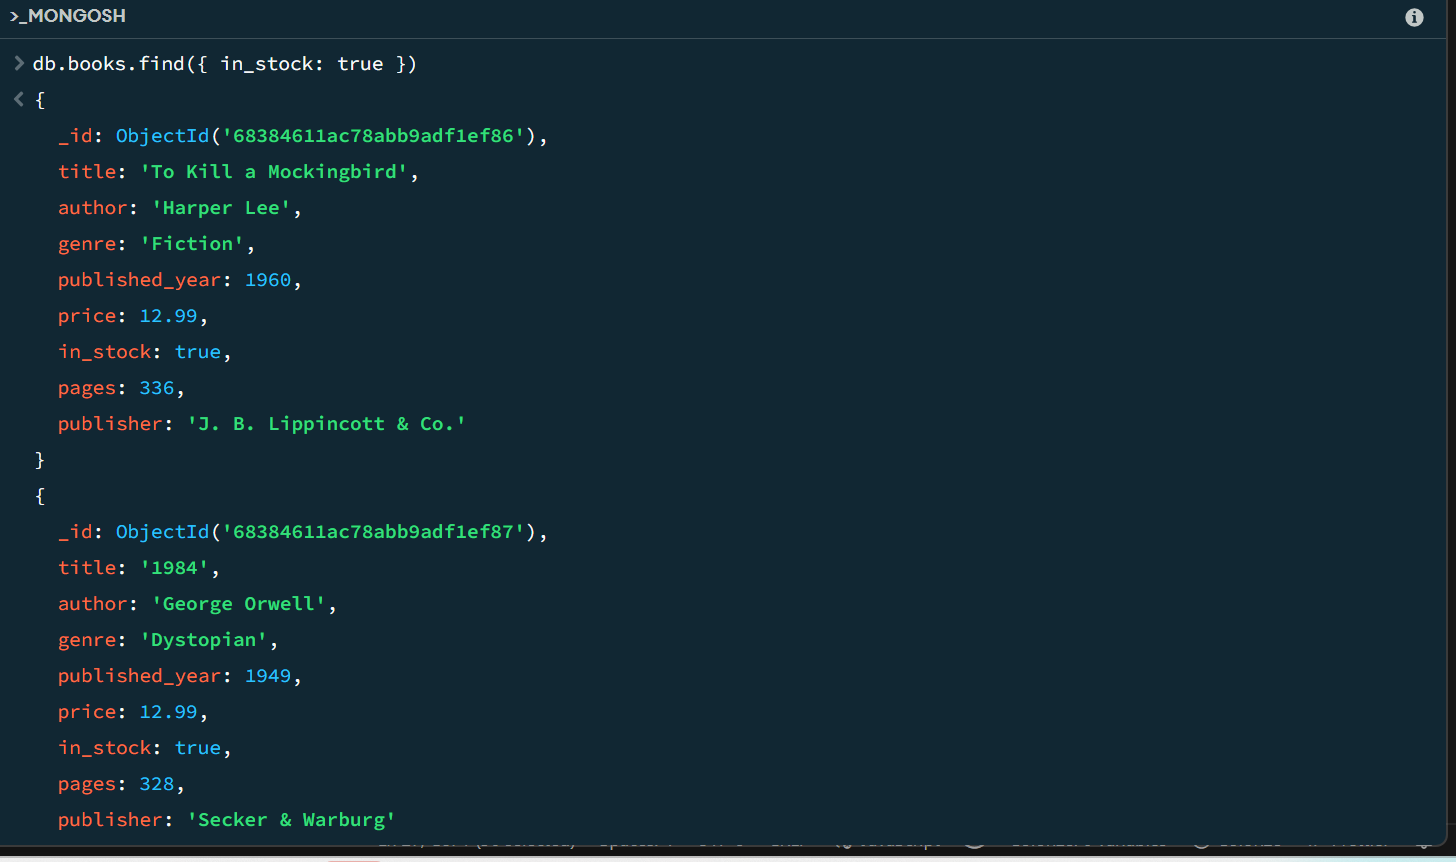 >_MONGOSH
> db.books.find({ in_stock: true })
< {
_id: ObjectId('68384611ac78abb9adf1ef86'),
title: 'To Kill a Mockingbird',
author: 'Harper Lee',
genre: 'Fiction',
published_year: 1960,
price: 12.99,
in_stock: true,
pages: 336,
publisher: 'J. B. Lippincott & Co.'
}
{
_id: ObjectId('68384611ac78abb9adf1ef87'),
title: '1984',
author: 'George Orwell',
genre: 'Dystopian',
published_year: 1949,
price: 12.99,
in_stock: true,
pages: 328,
publisher: 'Secker & Warburg'